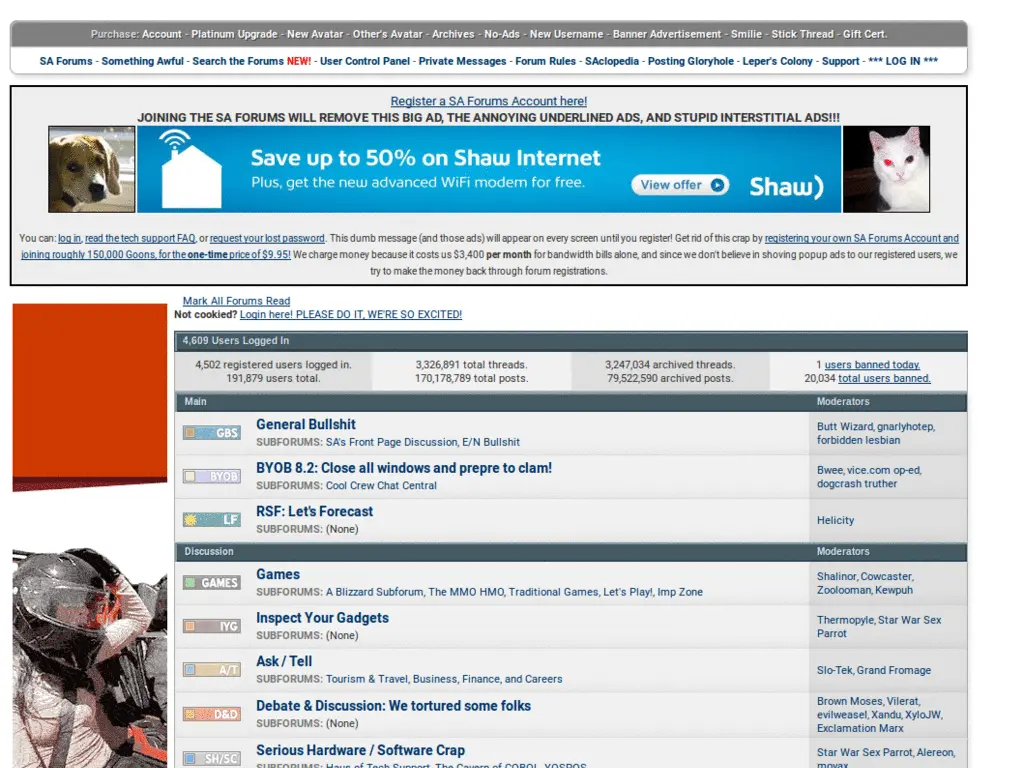 Purchase: Account - Platinum Upgrade - New Avatar - Other's Avatar - Archives - No-Ads - New Username - Banner Advertisement - Smilie - Stick Thread - Gift Cert.
SA Forums - Something Awful - Search the Forums NEW! - User Control Panel - Private Messages - Forum Rules - SAclopedia - Posting Gloryhole - Leper's Colony - Support - *** LOG IN ***
Register a SA Forums Account here!
JOINING THE SA FORUMS WILL REMOVE THIS BIG AD, THE ANNOYING UNDERLINED ADS, AND STUPID INTERSTITIAL ADS!!!
Save up to 50% on Shaw Internet
Plus, get the new advanced WiFi modem for free.
View offer
Shaw)
You can: log in, read the tech support FAQ, or request your lost password. This dumb message (and those ads) will appear on every screen until you register! Get rid of this crap by registering your own SA Forums Account and
joining roughly 150,000 Goons, for the one-time price of $9.95! We charge money because it costs us $3,400 per month for bandwidth bills alone, and since we don't believe in shoving popup ads to our registered users, we
try to make the money back through forum registrations.
Mark All Forums Read
Not cookied? Login here! PLEASE DO IT, WE'RE SO EXCITED!
4,609 Users Logged In
4,502 registered users logged in.
191,879 users total.
3,326,891 total threads.
170,178,789 total posts.
3,247,034 archived threads.
79,522,590 archived posts.
1 users banned today.
20,034 total users banned.
Main
Moderators
GBS
General Bullshit
SUBFORUMS: SA's Front Page Discussion, E/N Bullshit
Butt Wizard, gnarlyhotep,
forbidden lesbian
BYOB
BYOB 8.2: Close all windows and prepre to clam!
SUBFORUMS: Cool Crew Chat Central
Bwee, vice.com op-ed,
dogcrash truther
LF
RSF: Let's Forecast
SUBFORUMS: (None)
Helicity
Discussion
Moderators
GAMES
Games
SUBFORUMS: A Blizzard Subforum, The MMO HMO, Traditional Games, Let's Play!, Imp Zone
Shalinor, Cowcaster,
Zoolooman, Kewpuh
IYG
Inspect Your Gadgets
SUBFORUMS: (None)
Thermopyle, Star War Sex
Parrot
A/T
Ask / Tell
SUBFORUMS: Tourism & Travel, Business, Finance, and Careers
Slo-Tek, Grand Fromage
D&D
Debate & Discussion: We tortured some folks
SUBFORUMS: (None)
Brown Moses, Vilerat,
evilweasel, Xandu, XyloJW,
Exclamation Marx
SH/SC
Serious Hardware / Software Crap
SUBFORUMS: Haus of Tech Support, The Cavern of COBOL, YOSPOS
Star War Sex Parrot, Alereon,
movax